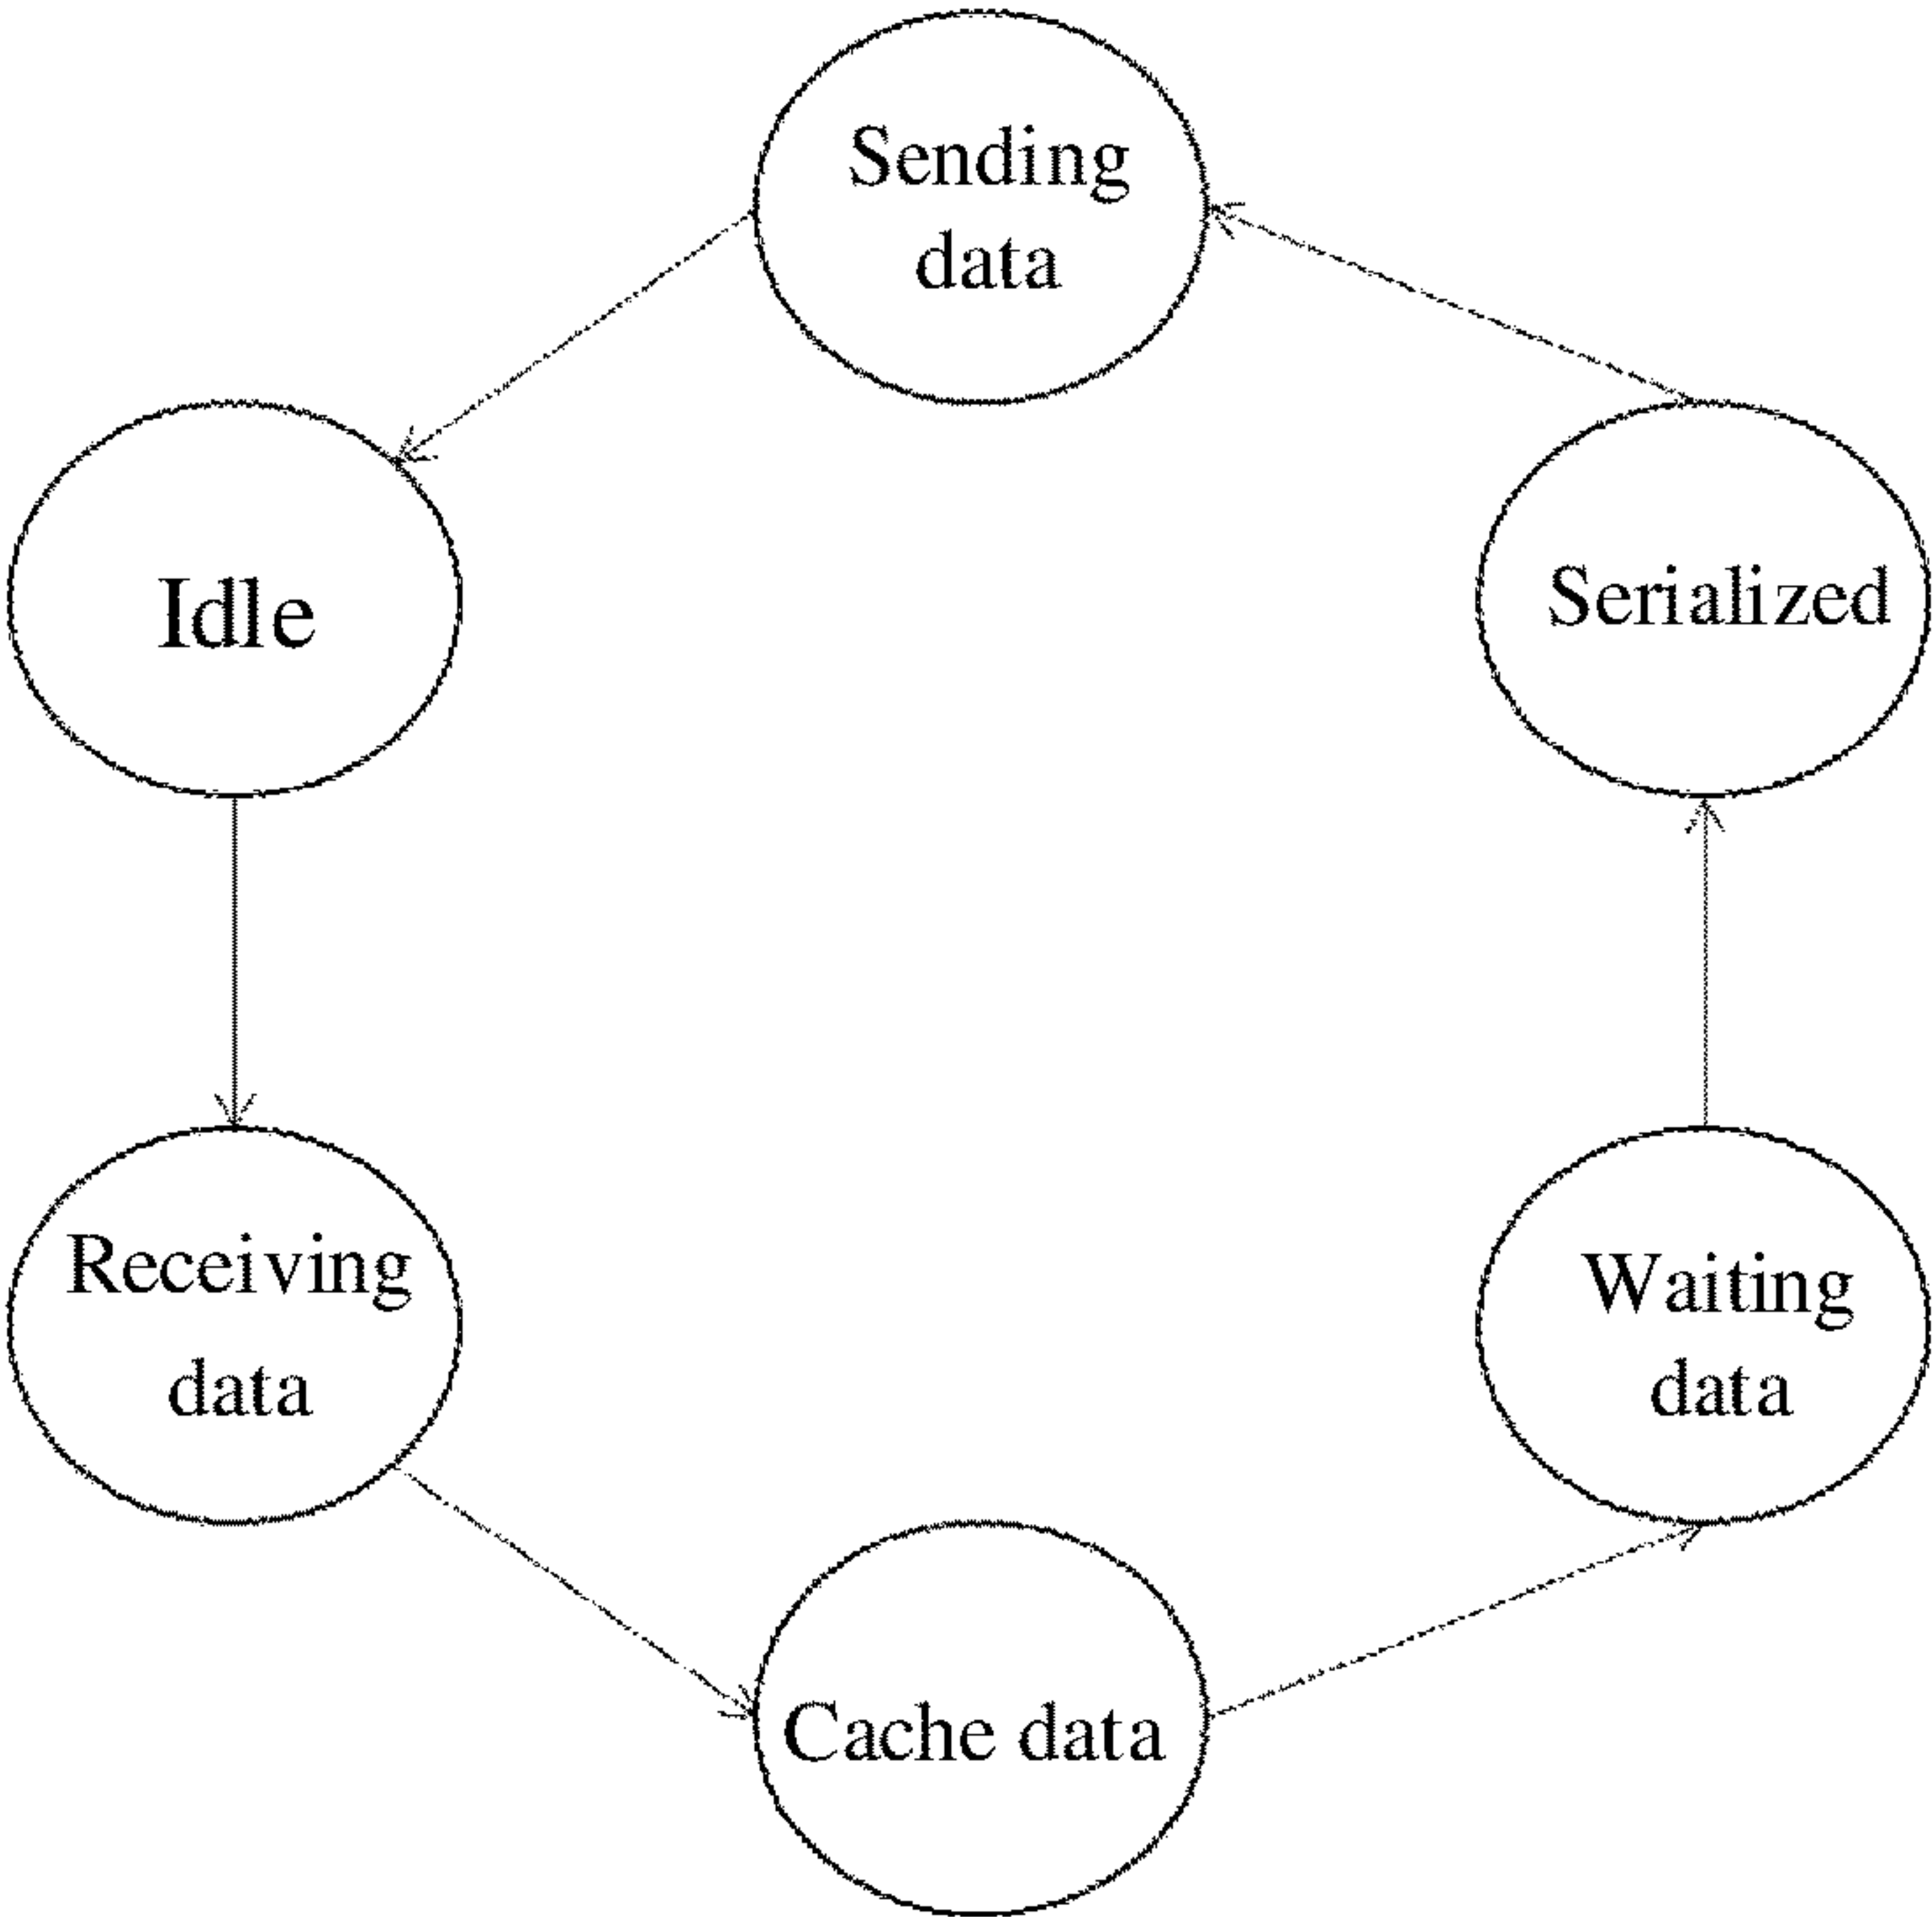 Sending
data
Idle
Serialized
Receiving
data
Waiting
data
Cache data